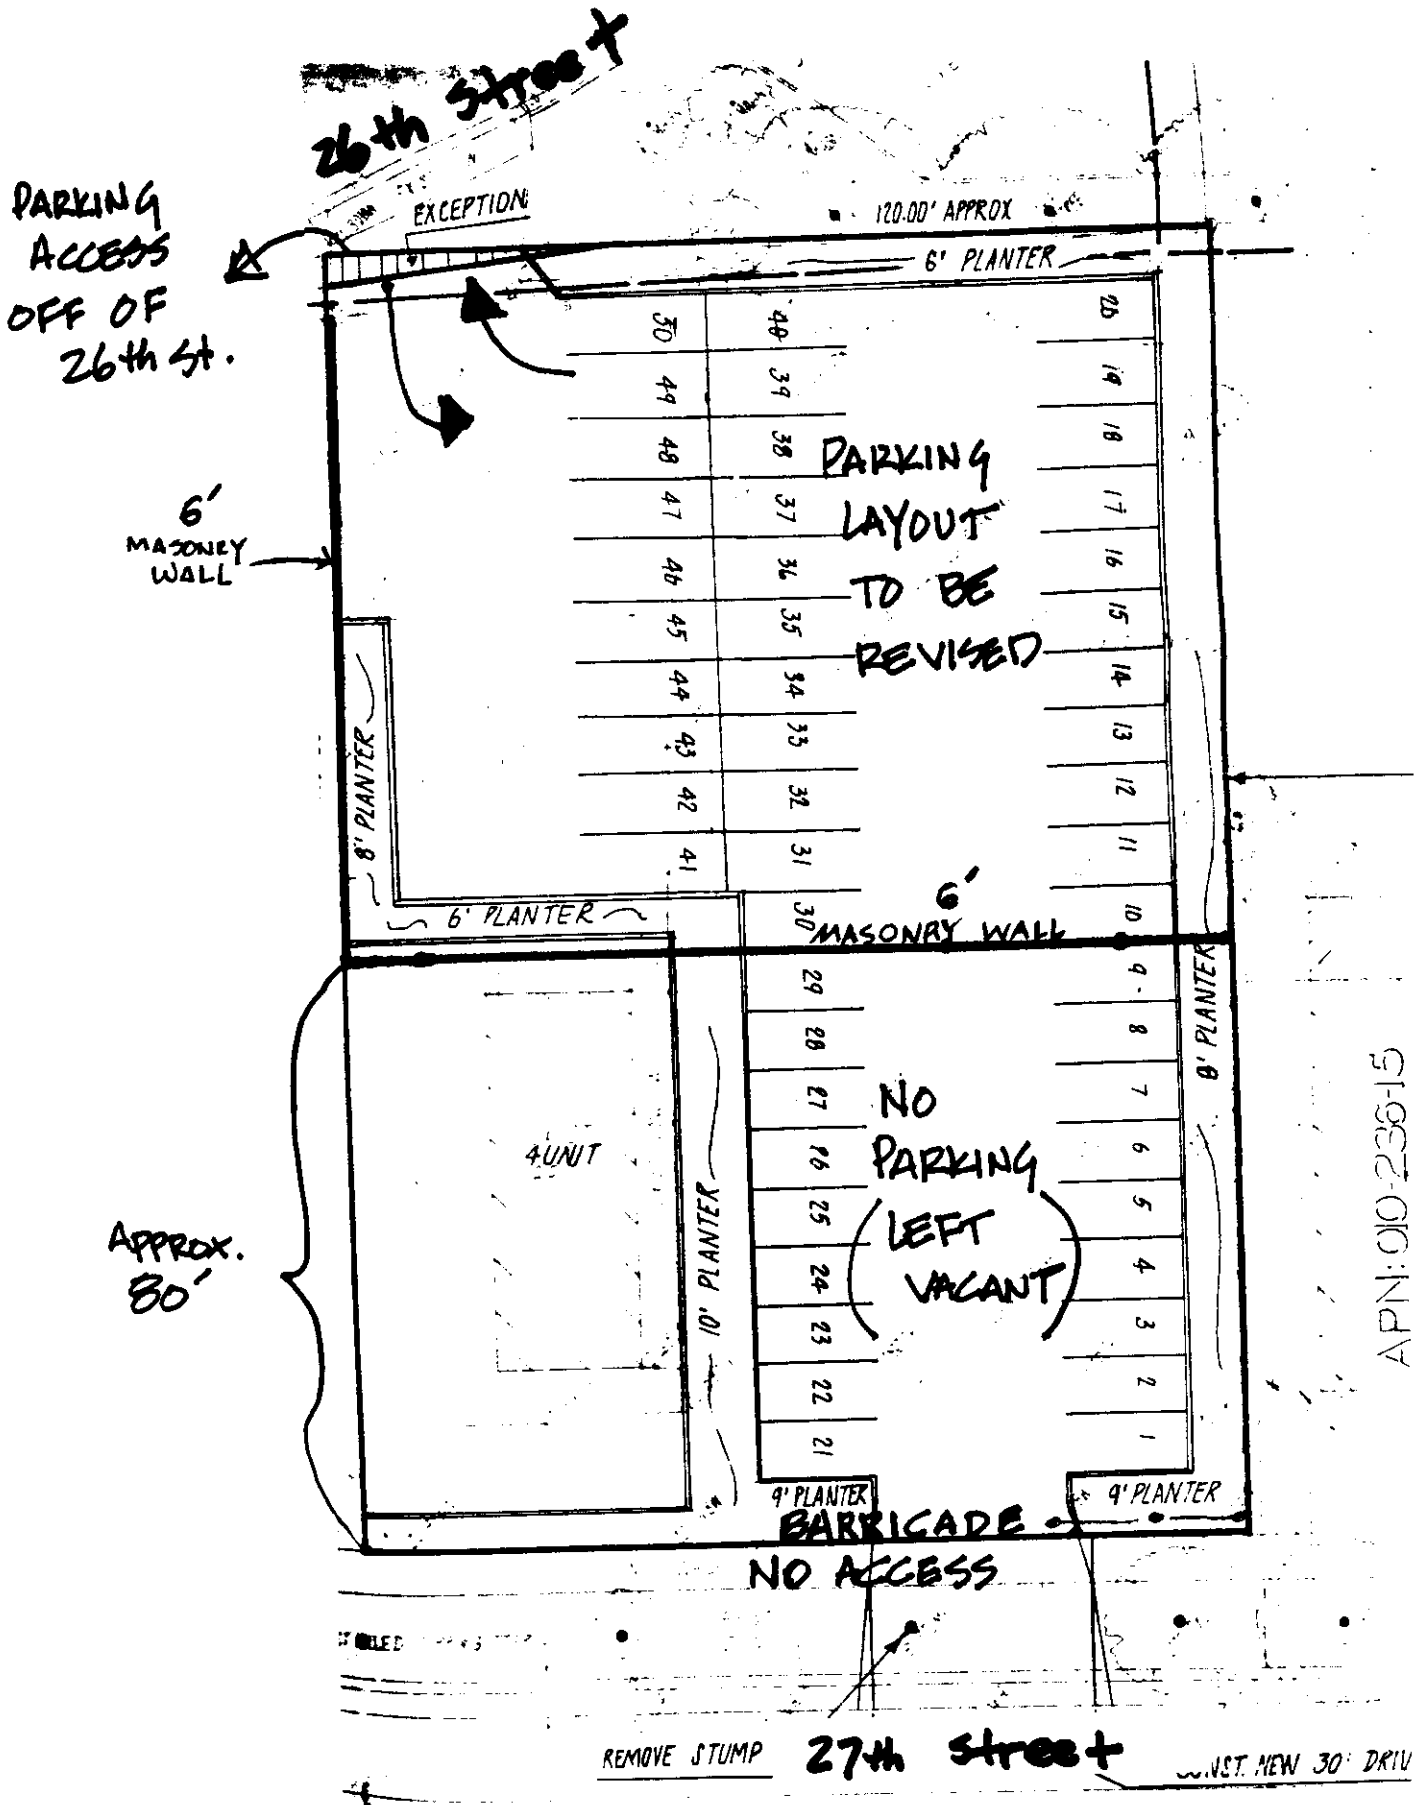 26th Street
PARKING
ACCESS
OFF OF
26th St.
EXCEPTION
120.00' APPROX
6' PLANTER
50
49
48
47
46
45
44
43
42
41
40
39
38
37
36
35
34
33
32
31
30
20
19
18
17
16
15
14
13
12
11
10
PARKING
LAYOUT
TO BE
REVISED
6'
MASONRY
WALL
8' PLANTER
6' PLANTER
6'
MASONRY WALL
29
28
27
26
25
24
23
22
21
9
8
7
6
5
4
3
2
1
8' PLANTER
4 UNIT
10' PLANTER
NO
PARKING
(LEFT
VACANT)
APPROX.
80'
APN: 010-236-15
9' PLANTER
9' PLANTER
BARRICADE
NO ACCESS
REMOVE STUMP
27th Street
NEW 30' DRIV